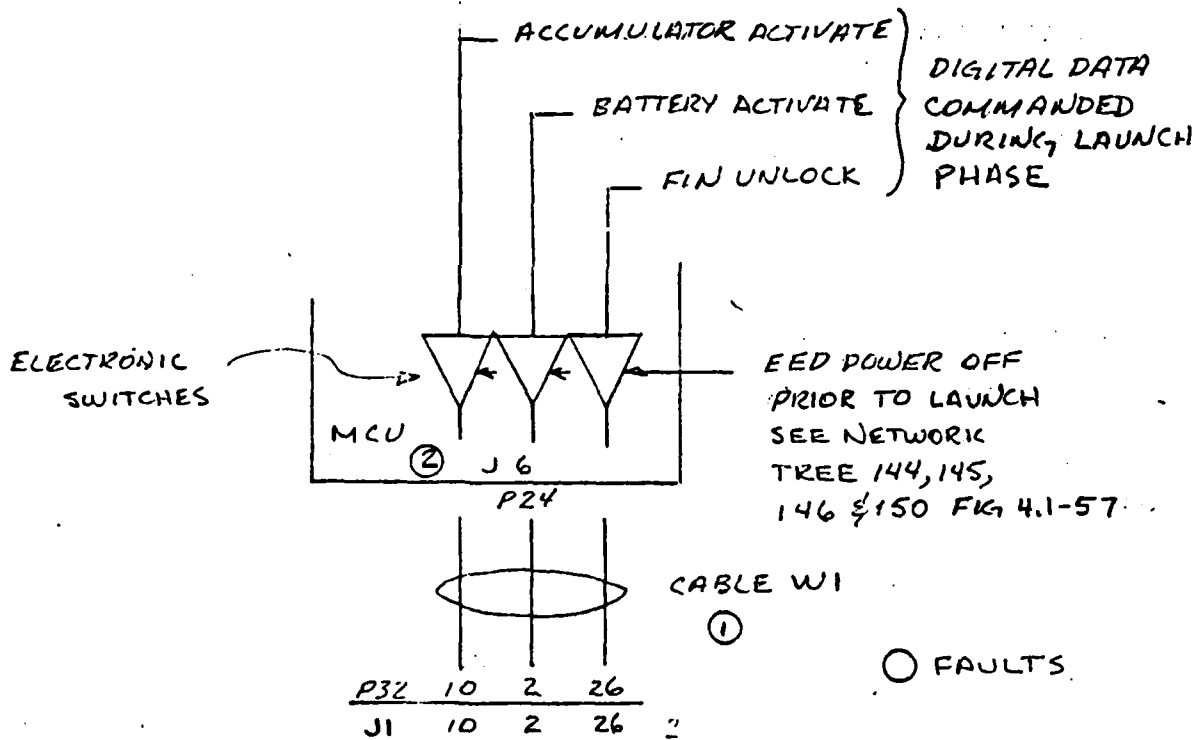 ACCUMULATOR ACTIVATE
BATTERY ACTIVATE
FIN UNLOCK
DIGITAL DATA
COMMANDED
DURING LAUNCH
PHASE
ELECTRONIC
SWITCHES
EED POWER OFF
PRIOR TO LAUNCH
SEE NETWORK
TREE 144, 145,
146 & 150 FIG 4.1-57
MCU
② J6
P24
CABLE W1
①
○ FAULTS
P32 10 2 26
J1 10 2 26